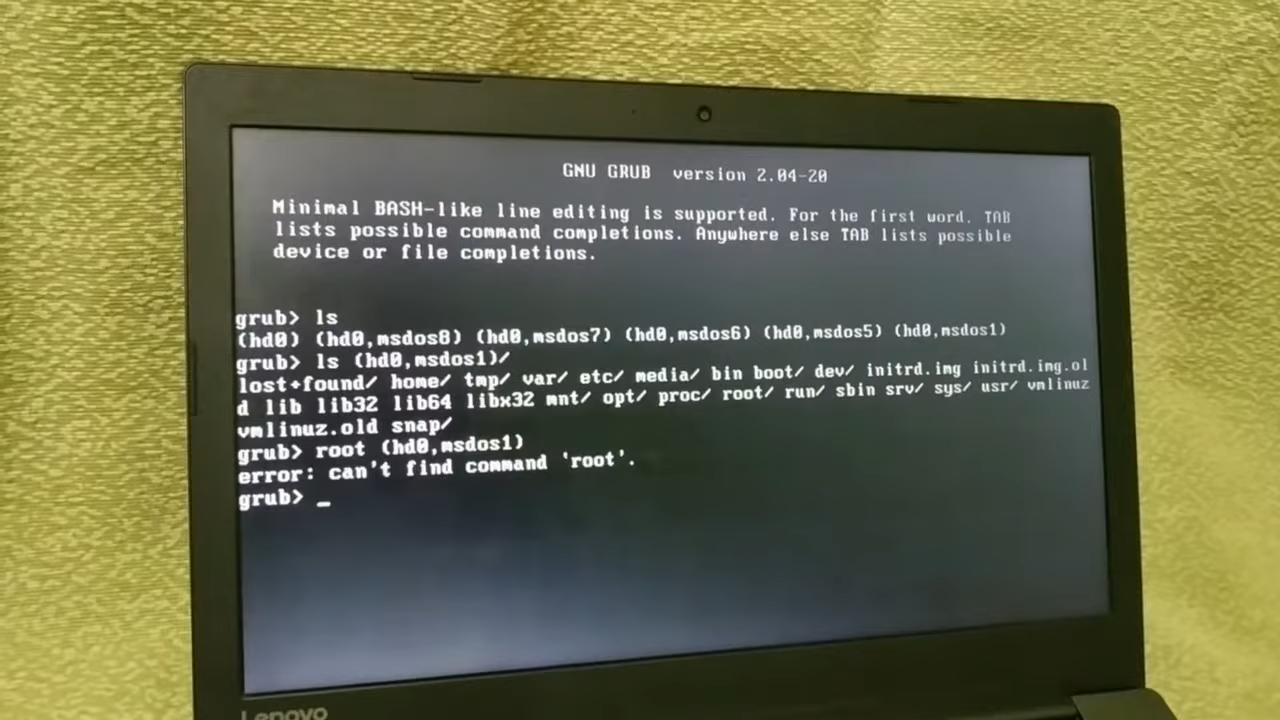 GNU GRUB version 2.04-20
Minimal BASH-like line editing is supported. For the first word, TAB
lists possible command completions. Anywhere else TAB lists possible
device or file completions.
grub> ls
(hd0) (hd0,msdos8) (hd0,msdos7) (hd0,msdos6) (hd0,msdos5) (hd0,msdos1)
grub> ls (hd0,msdos1)/
lost+found/ home/ tmp/ var/ etc/ media/ bin boot/ dev/ initrd.img initrd.img.ol
d lib lib32 lib64 libx32 mnt/ opt/ proc/ root/ run/ sbin srv/ sys/ usr/ vmlinuz
vmlinuz.old snap/
grub> root (hd0,msdos1)
error: can't find command 'root'.
grub> _
Lenovo